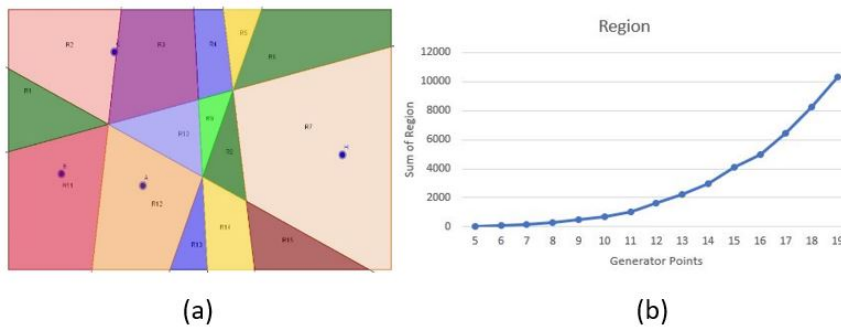 R2
R3
R4
R5
R6
R1
R9
R10
R7
R11
A
R12
R13
R14
R15
(a)
Region
Sum of Region
12000
10000
8000
6000
4000
2000
0
5 6 7 8 9 10 11 12 13 14 15 16 17 18 19
Generator Points
(b)